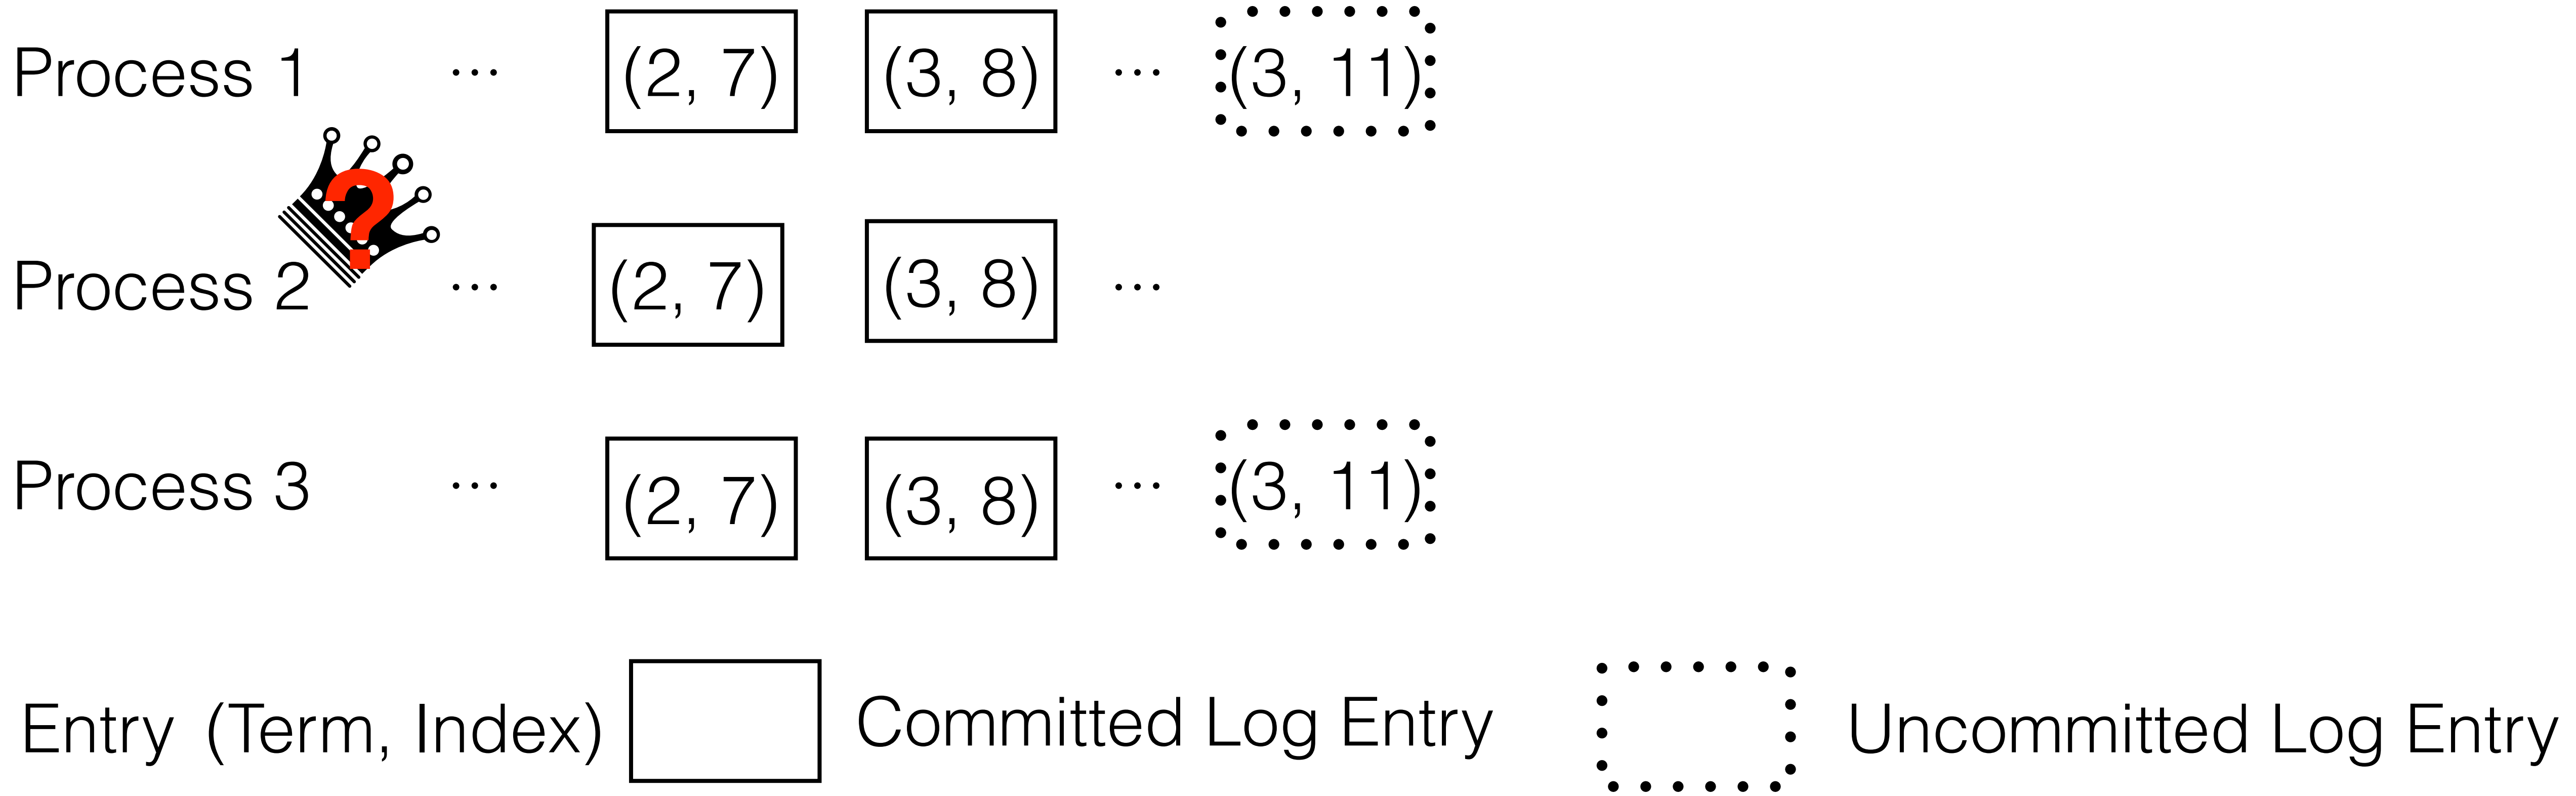 Process 1 ... (2, 7) (3, 8) ... (3, 11)
?
Process 2 ... (2, 7) (3, 8) ...
Process 3 ... (2, 7) (3, 8) ... (3, 11)
Entry (Term, Index) Committed Log Entry Uncommitted Log Entry